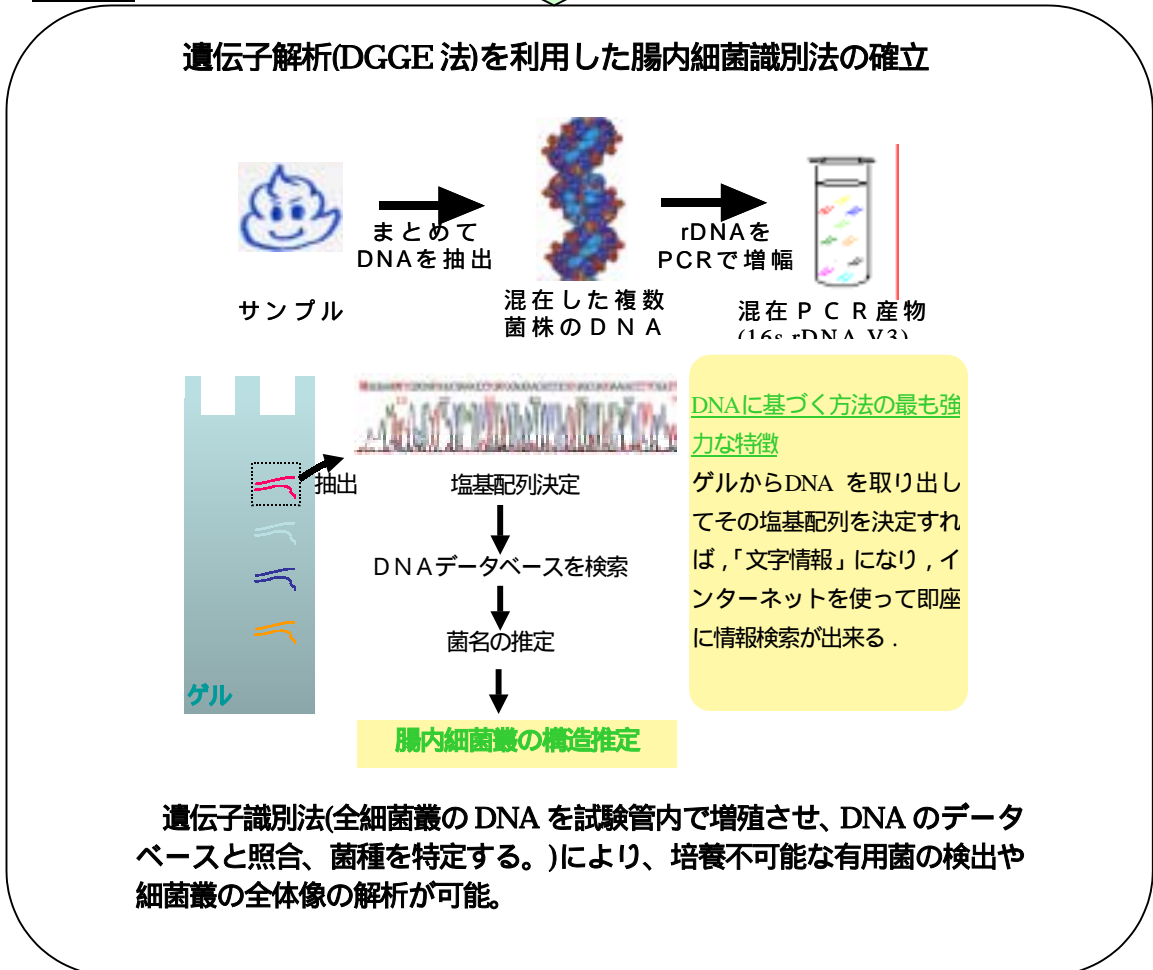 遺伝子解析(DGGE 法)を利用した腸内細菌識別法の確立
まとめて
DNAを抽出
rDNAを
PCRで増幅
サンプル
混在した複数
菌株のDNA
混在PCR産物
(16s rDNA V3)
抽出
塩基配列決定
DNAデータベースを検索
菌名の推定
腸内細菌叢の構造推定
ゲル
DNAに基づく方法の最も強
力な特徴
ゲルからDNA を取り出し
てその塩基配列を決定すれ
ば,「文字情報」になり,イ
ンターネットを使って即座
に情報検索が出来る.
遺伝子識別法(全細菌叢の DNA を試験管内で増殖させ、DNA のデータ
ベースと照合、菌種を特定する。)により、培養不可能な有用菌の検出や
細菌叢の全体像の解析が可能。